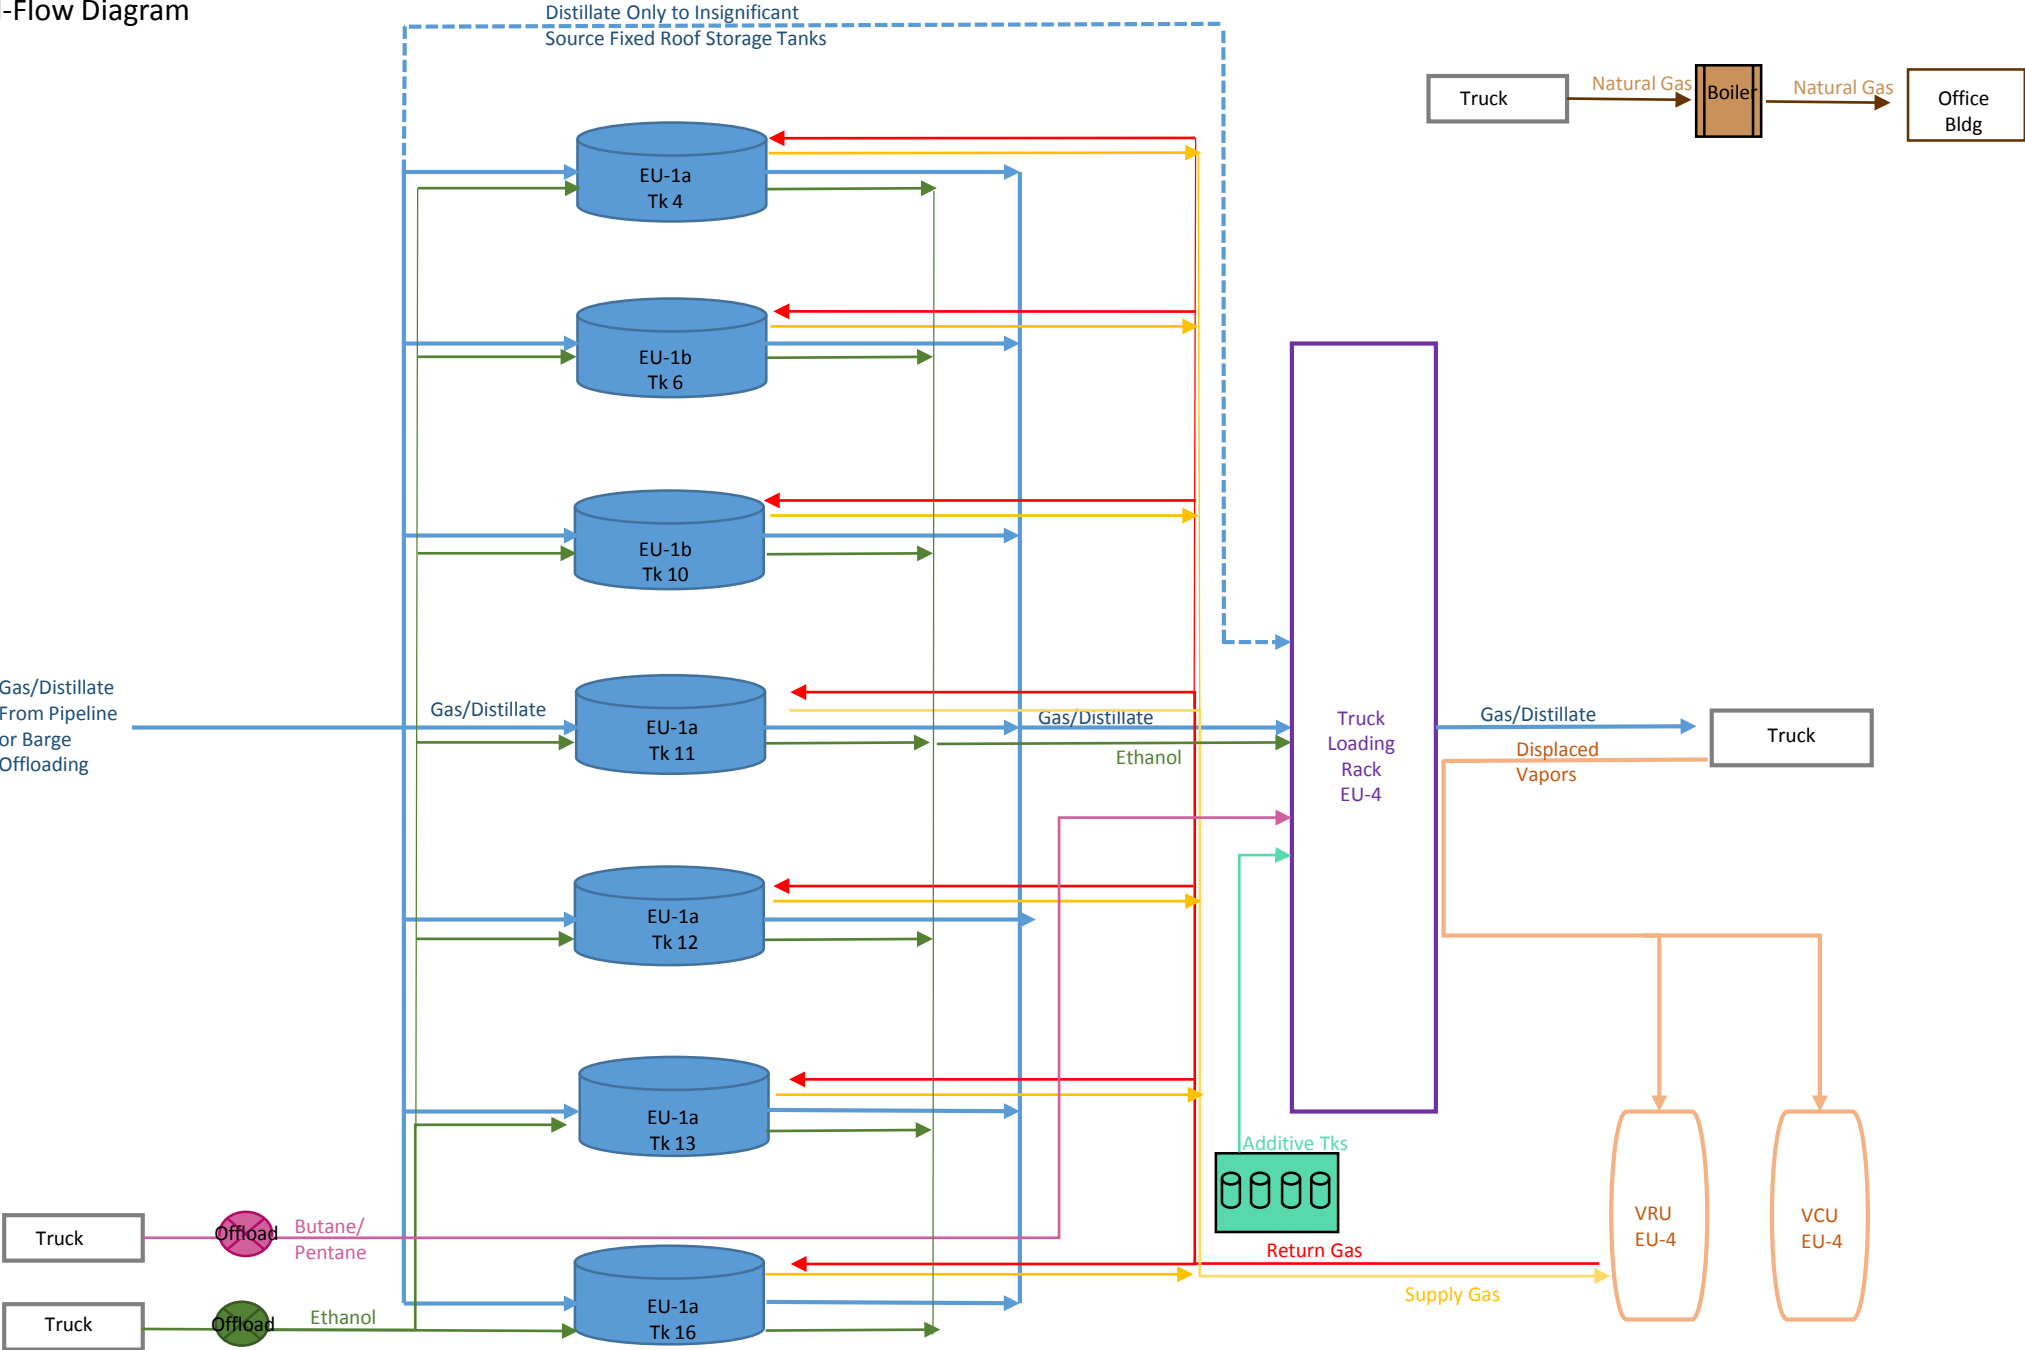 l-Flow Diagram
Distillate Only to Insignificant
Source Fixed Roof Storage Tanks
Truck
Natural Gas
Boiler
Natural Gas
Office
Bldg
EU-1a
Tk 4
EU-1b
Tk 6
EU-1b
Tk 10
Gas/Distillate
From Pipeline
or Barge
Offloading
Gas/Distillate
EU-1a
Tk 11
Gas/Distillate
Ethanol
Truck
Loading
Rack
EU-4
Gas/Distillate
Displaced
Vapors
Truck
EU-1a
Tk 12
EU-1a
Tk 13
Additive Tks
Truck
Offload
Butane/
Pentane
Return Gas
Supply Gas
VRU
EU-4
VCU
EU-4
Truck
Offload
Ethanol
EU-1a
Tk 16